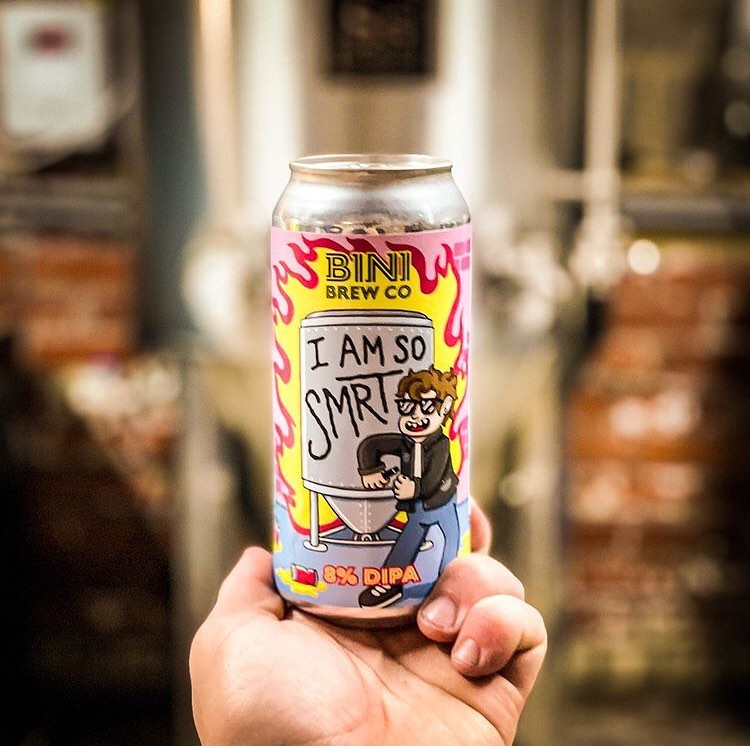 BINI
BREW CO
I AM SO
SMRT
8% DIPA